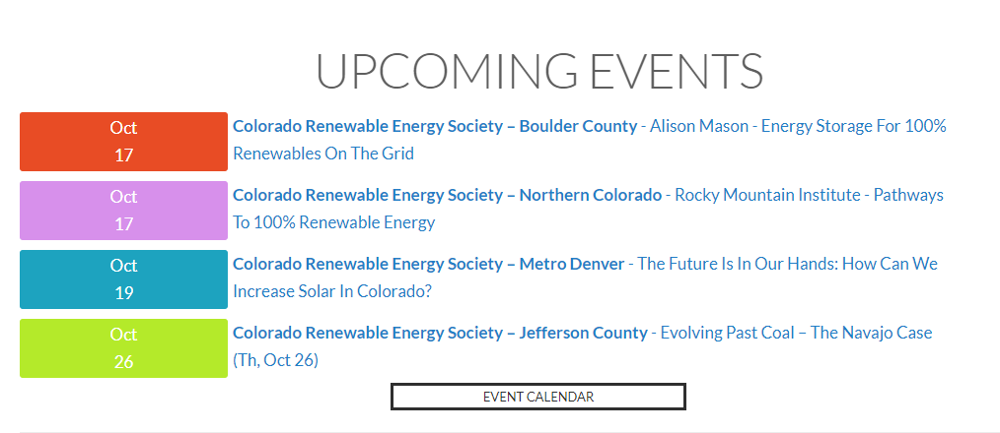 UPCOMING EVENTS
Oct
17
Colorado Renewable Energy Society – Boulder County - Alison Mason - Energy Storage For 100%
Renewables On The Grid
Oct
17
Colorado Renewable Energy Society – Northern Colorado - Rocky Mountain Institute - Pathways
To 100% Renewable Energy
Oct
19
Colorado Renewable Energy Society – Metro Denver - The Future Is In Our Hands: How Can We
Increase Solar In Colorado?
Oct
26
Colorado Renewable Energy Society – Jefferson County - Evolving Past Coal – The Navajo Case
(Th, Oct 26)
EVENT CALENDAR